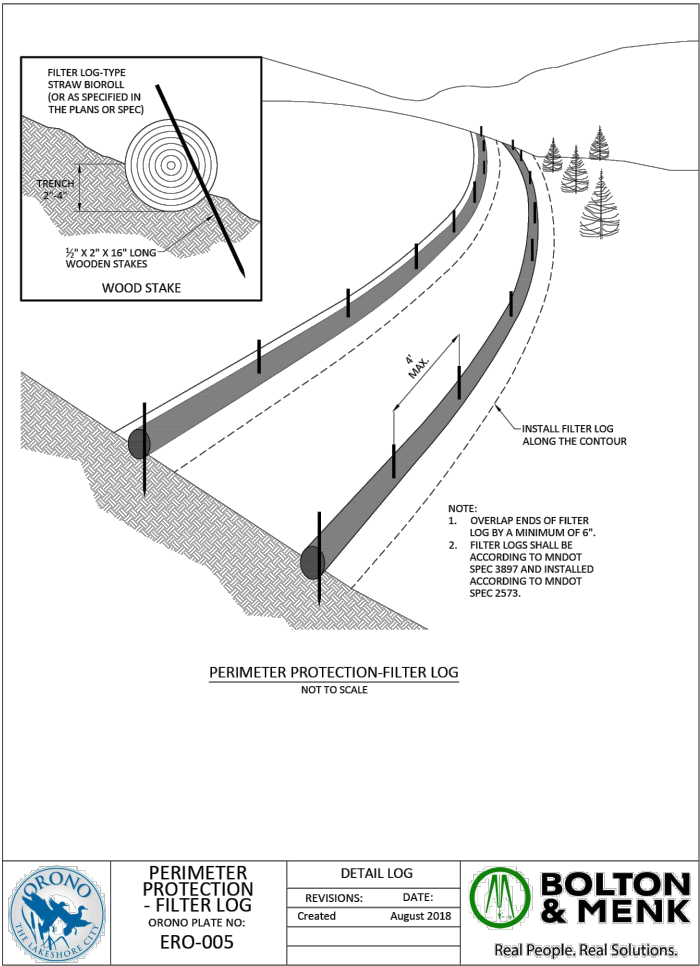 FILTER LOG-TYPE
STRAW BIOROLL
(OR AS SPECIFIED IN
THE PLANS OR SPEC)
TRENCH
2"-4"
½" X 2" X 16" LONG
WOODEN STAKES
WOOD STAKE
4'
MAX.
INSTALL FILTER LOG
ALONG THE CONTOUR
NOTE:
1. OVERLAP ENDS OF FILTER
LOG BY A MINIMUM OF 6".
2. FILTER LOGS SHALL BE
ACCORDING TO MNDOT
SPEC 3897 AND INSTALLED
ACCORDING TO MNDOT
SPEC 2573.
PERIMETER PROTECTION-FILTER LOG
NOT TO SCALE
ORONO
THE LAKESHORE CITY
PERIMETER
PROTECTION
- FILTER LOG
ORONO PLATE NO:
ERO-005
DETAIL LOG
REVISIONS: DATE:
Created August 2018
BOLTON
& MENK
Real People. Real Solutions.